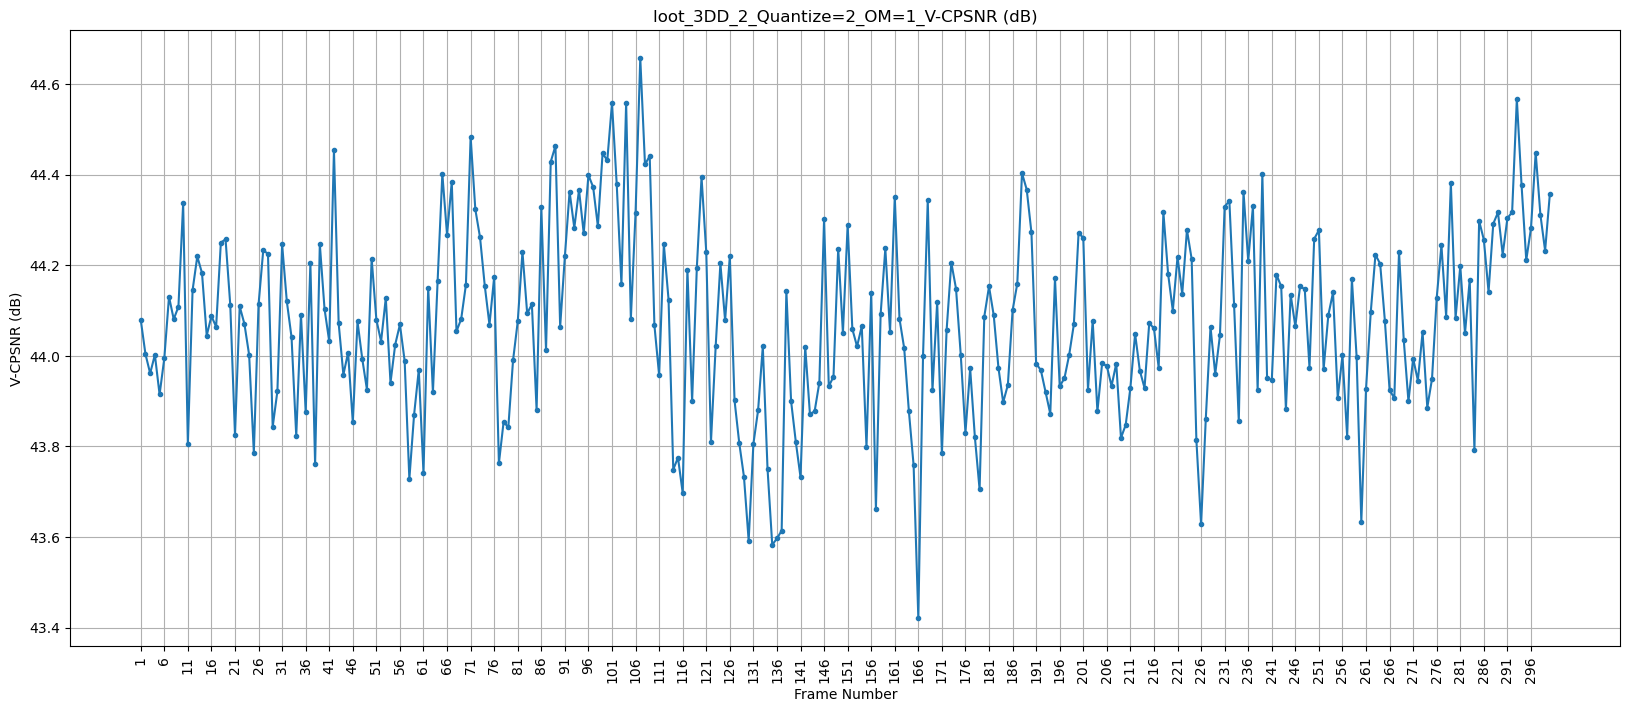 loot_3DD_2_Quantize=2_OM=1_V-CPSNR (dB)
V-CPSNR (dB)
44.6
44.4
44.2
44.0
43.8
43.6
43.4
1 6 11 16 21 26 31 36 41 46 51 56 61 66 71 76 81 86 91 96 101 106 111 116 121 126 131 136 141 146 151 156 161 166 171 176 181 186 191 196 201 206 211 216 221 226 231 236 241 246 251 256 261 266 271 276 281 286 291 296
Frame Number